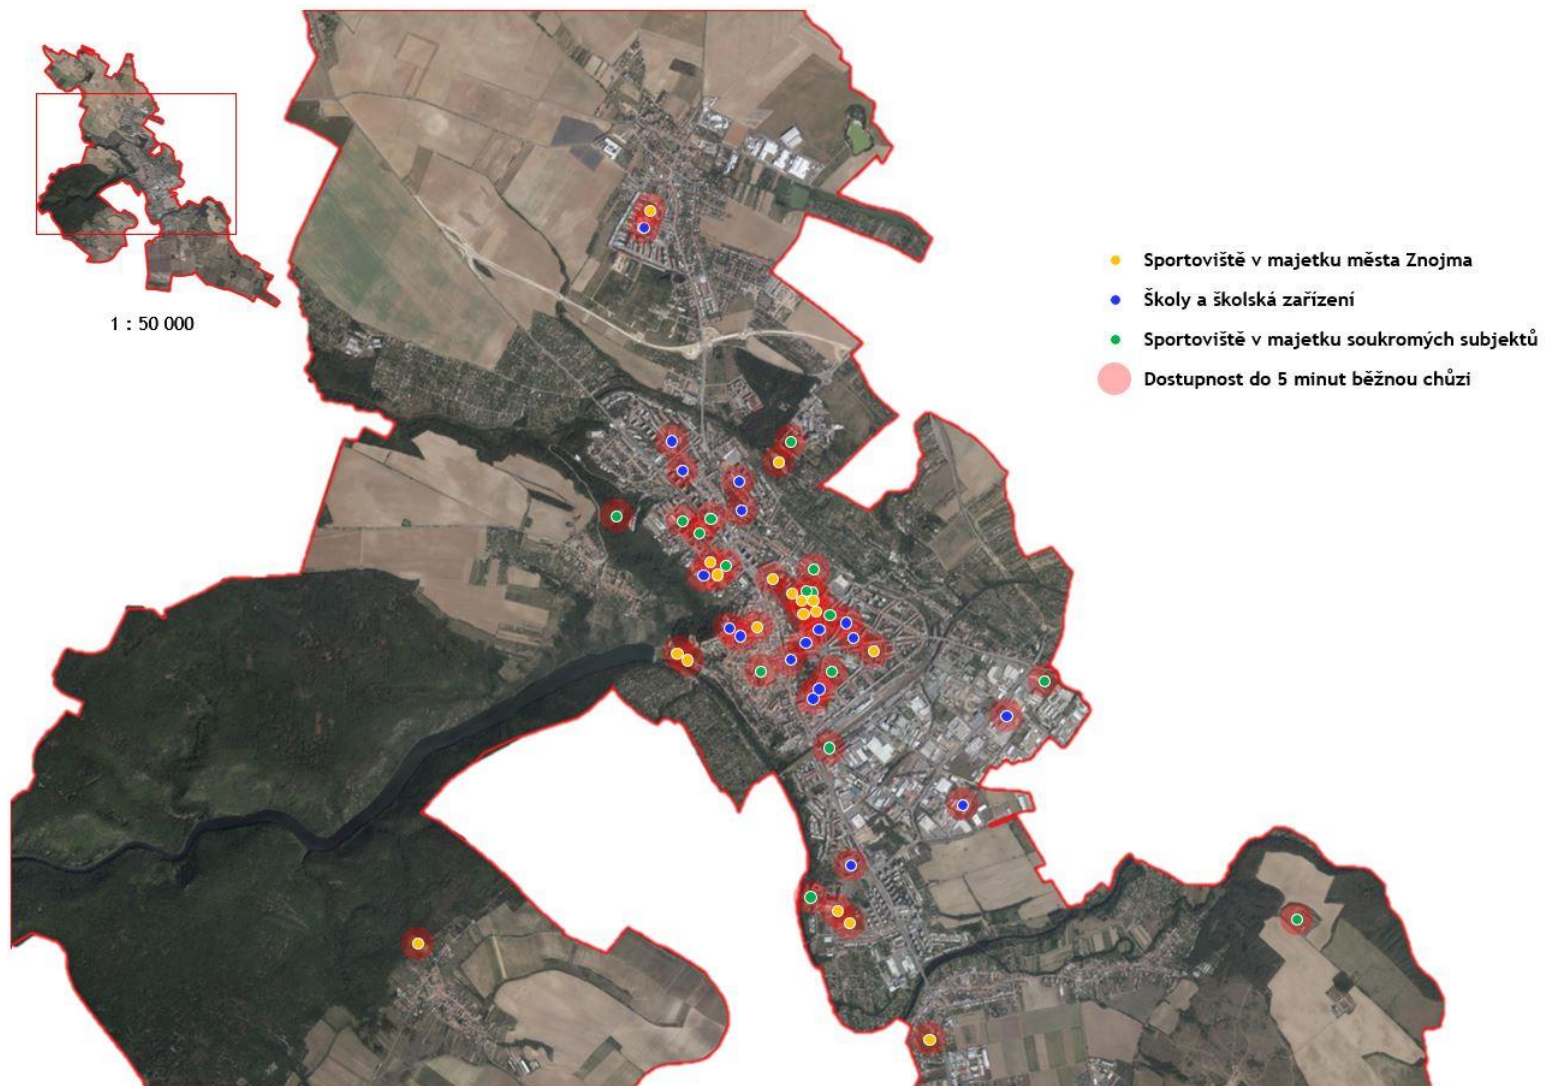 1 : 50 000
Sportoviště v majetku města Znojma
Školy a školská zařízení
Sportoviště v majetku soukromých subjektů
Dostupnost do 5 minut běžnou chůzí